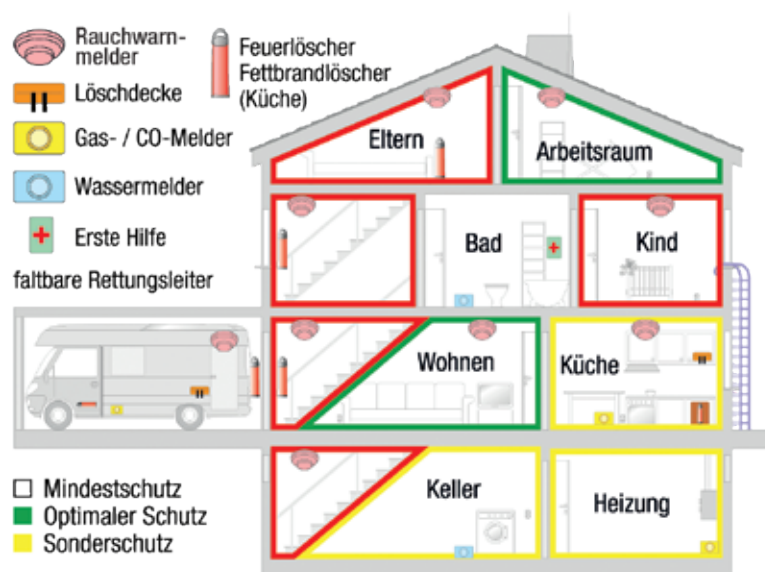 Rauchwarn-
melder
Löschdecke
Gas- / CO-Melder
Wassermelder
Erste Hilfe
faltbare Rettungsleiter
Feuerlöscher
Fettbrandlöscher
(Küche)
Eltern
Arbeitsraum
Bad
Kind
Wohnen
Küche
Keller
Heizung
Mindestschutz
Optimaler Schutz
Sonderschutz